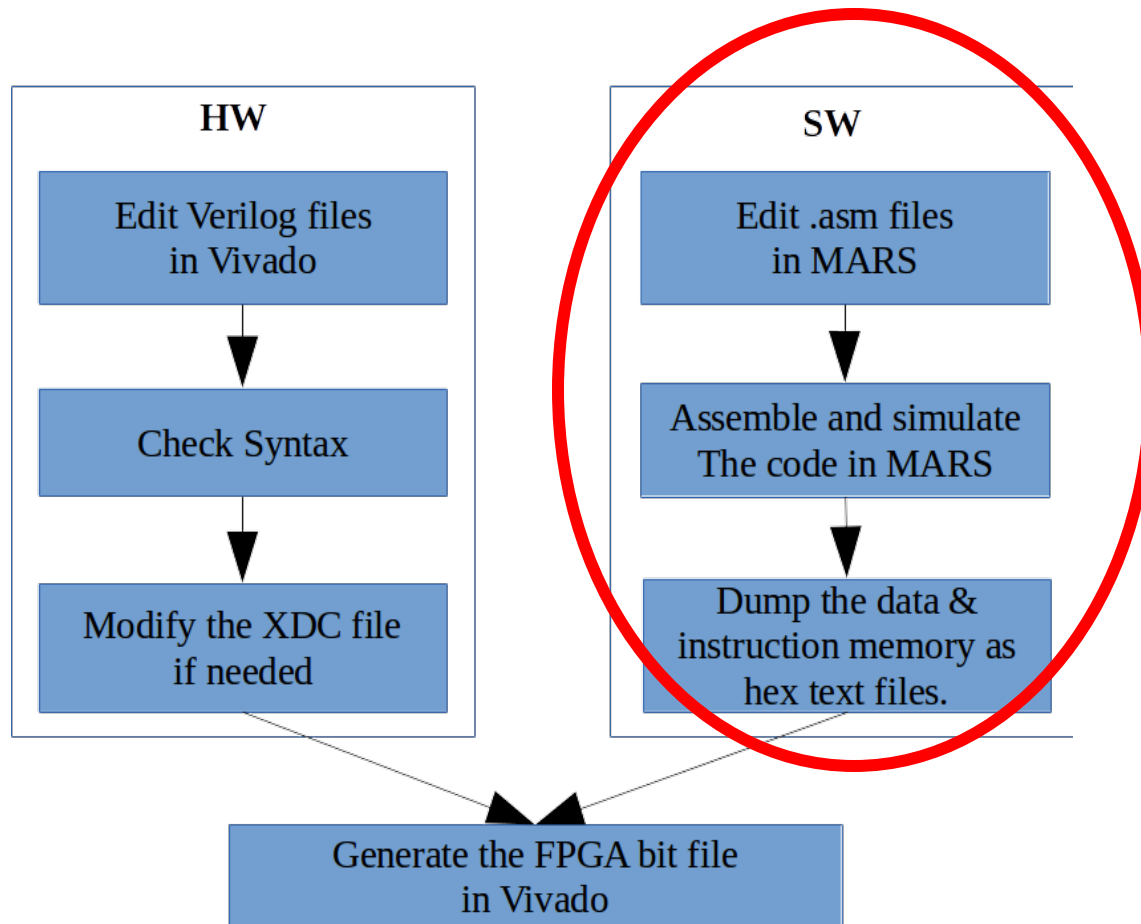 HW
Edit Verilog files
in Vivado
Check Syntax
Modify the XDC file
if needed
SW
Edit .asm files
in MARS
Assemble and simulate
The code in MARS
Dump the data &
instruction memory as
hex text files.
Generate the FPGA bit file
in Vivado